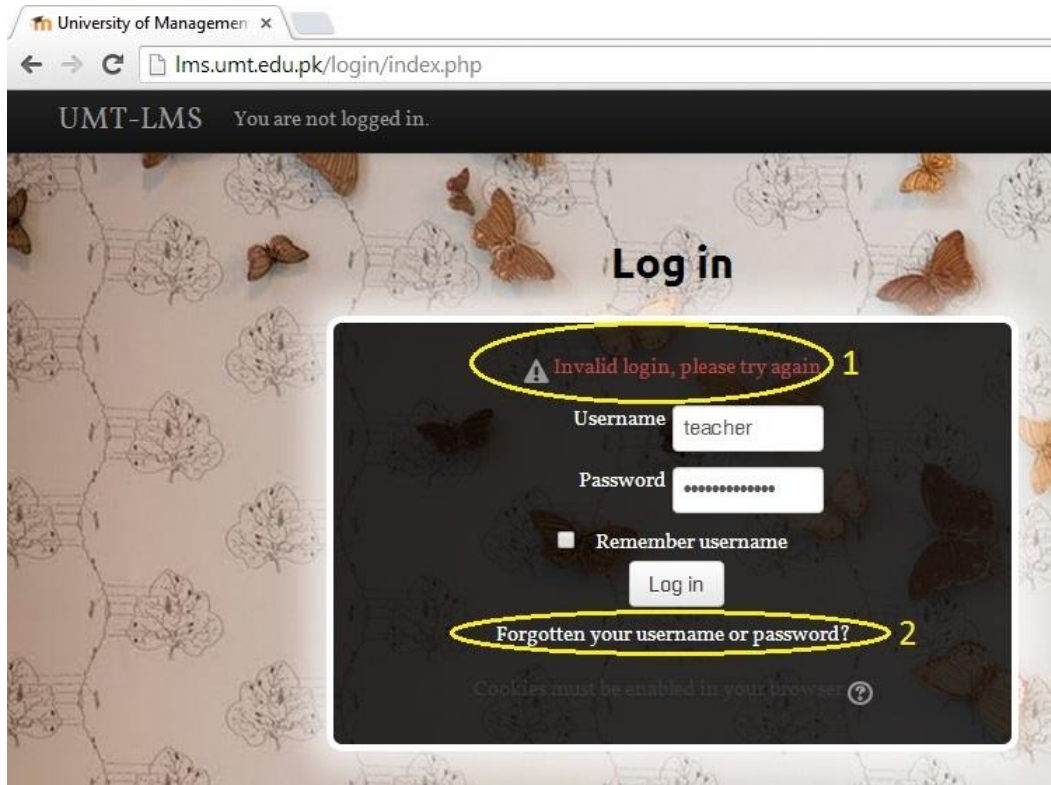 University of Managemen
lms.umt.edu.pk/login/index.php
UMT-LMS You are not logged in.
Log in
Invalid login, please try again 1
Username teacher
Password •••••••••••••
Remember username
Log in
Forgotten your username or password? 2
Cookies must be enabled in your browser ?